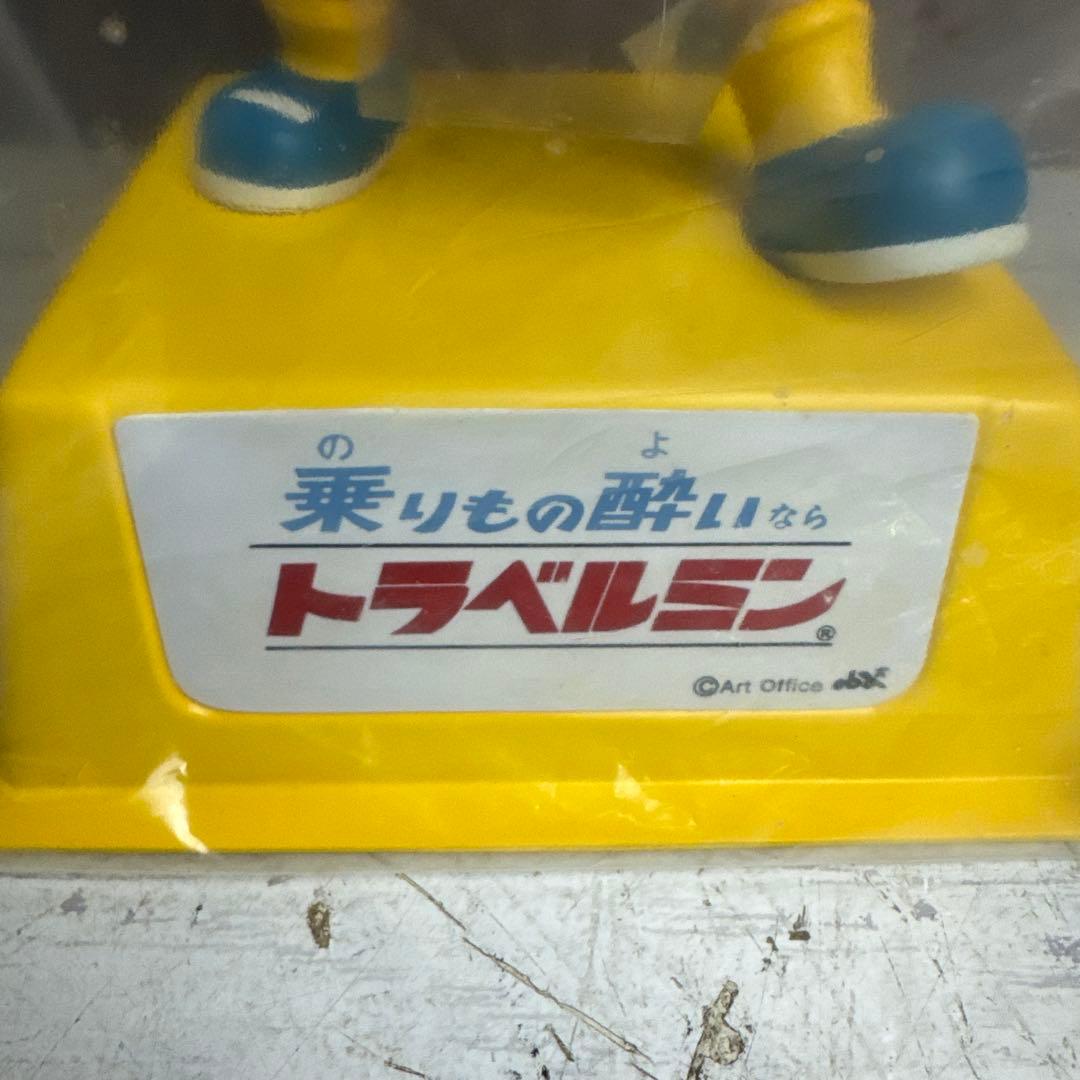 の よ
乗りもの酔いなら
トラベルミン®
©Art Office